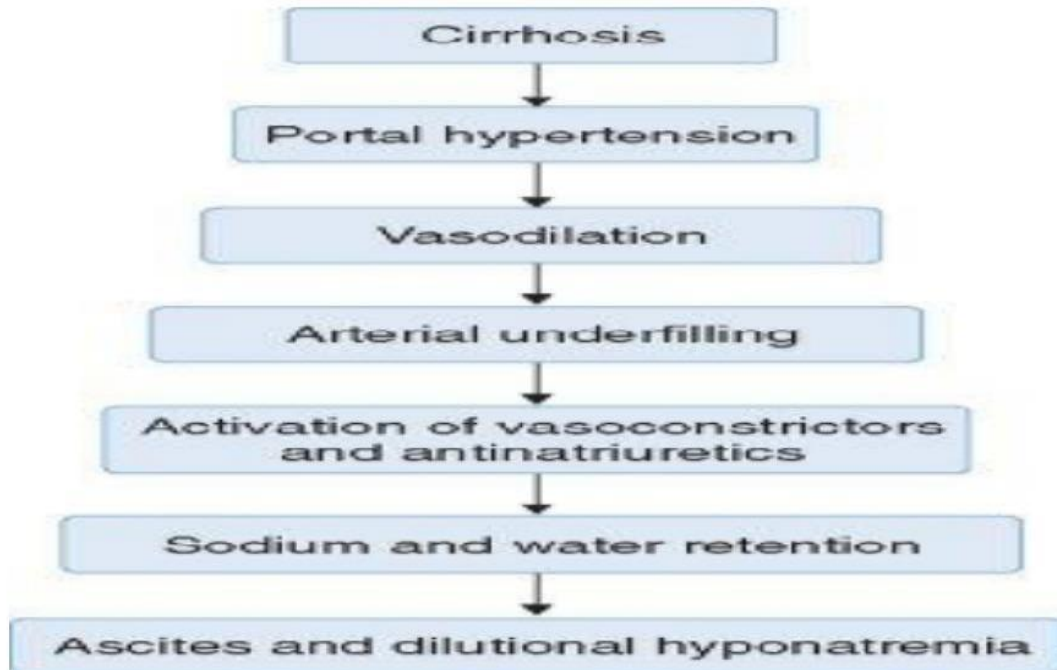 Cirrhosis
Portal hypertension
Vasodilation
Arterial underfilling
Activation of vasoconstrictors
and antinatriuretics
Sodium and water retention
Ascites and dilutional hyponatremia